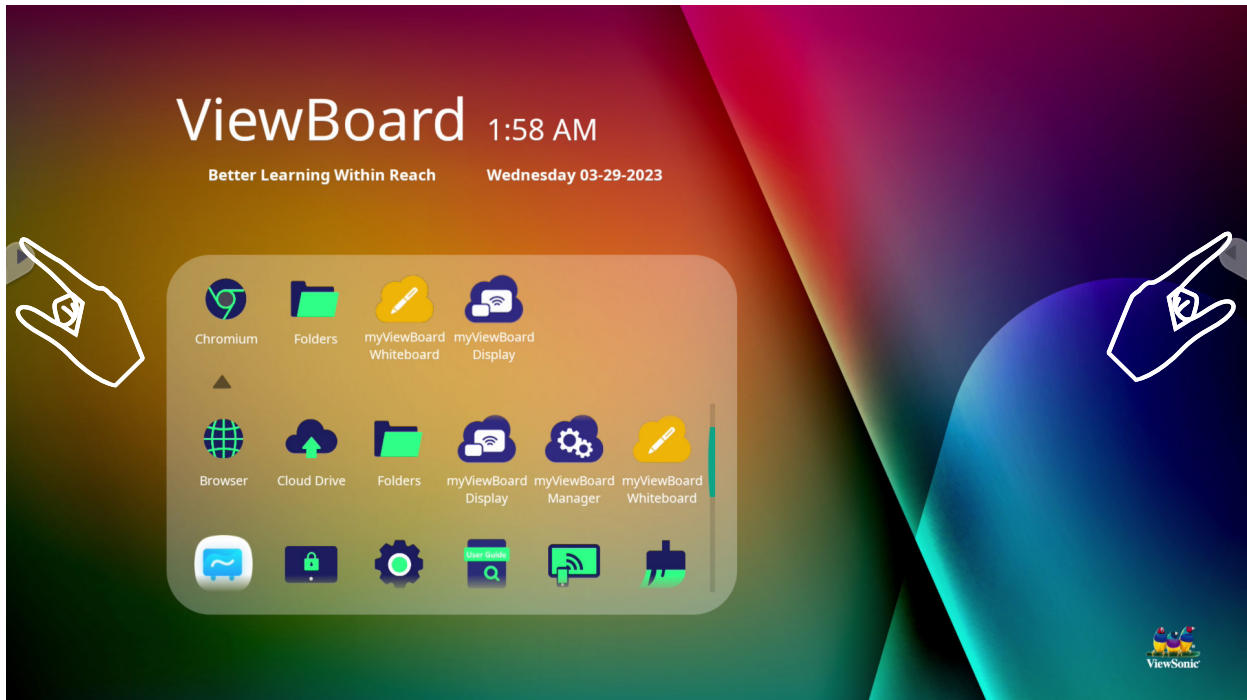 ViewBoard 1:58 AM
Better Learning Within Reach Wednesday 03-29-2023
Chromium Folders myViewBoard Whiteboard myViewBoard Display
Browser Cloud Drive Folders myViewBoard Display myViewBoard Manager myViewBoard Whiteboard
User Guide
ViewSonic